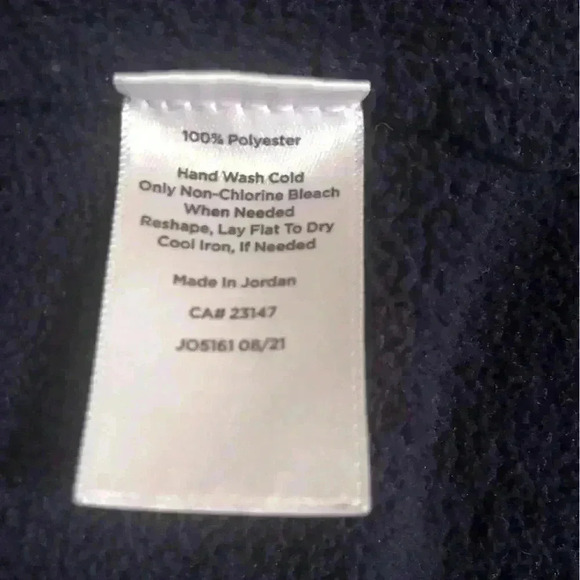 100% Polyester
Hand Wash Cold
Only Non-Chlorine Bleach
When Needed
Reshape, Lay Flat To Dry
Cool Iron, If Needed
Made In Jordan
CA# 23147
JO5161 08/21